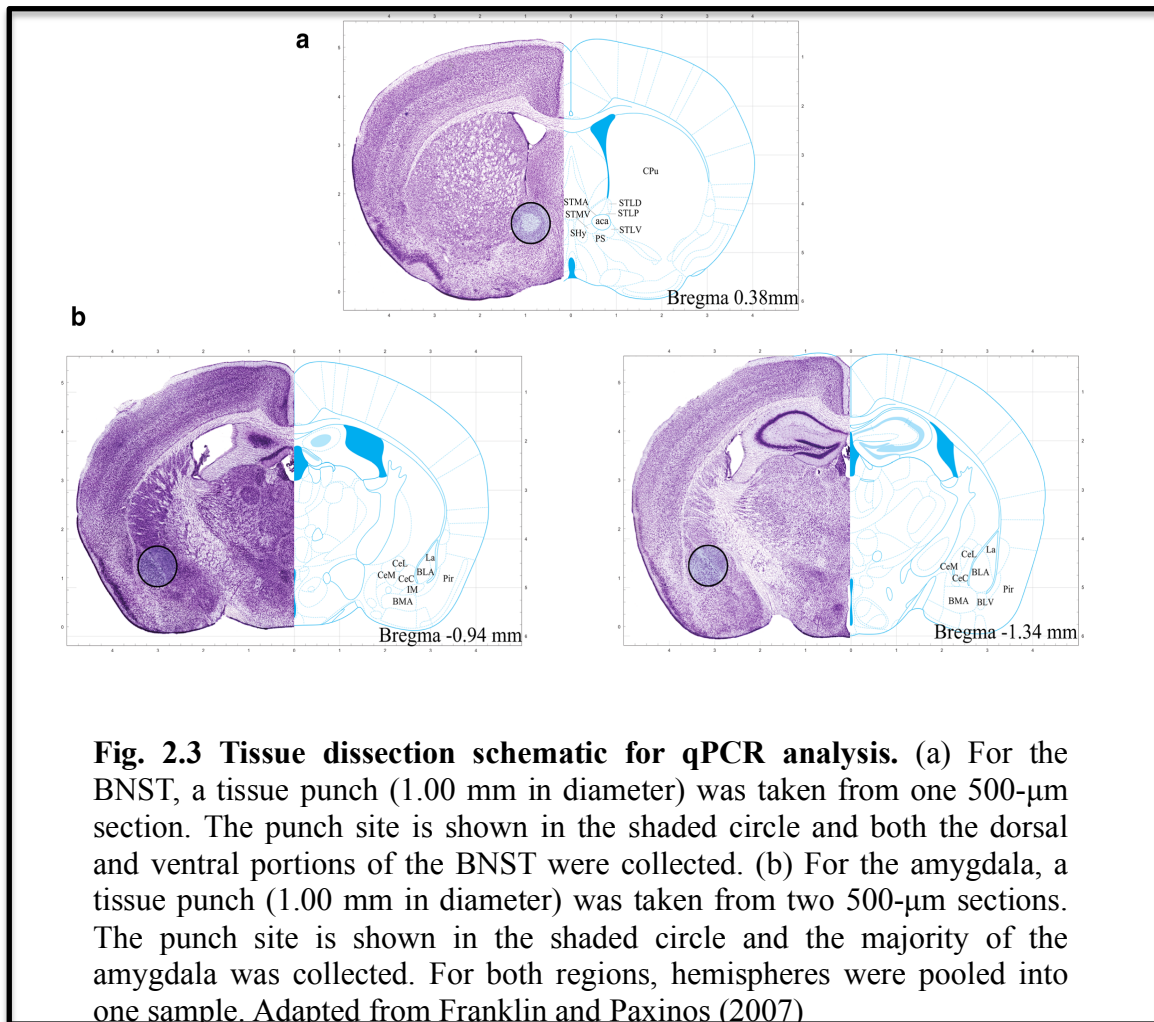 a
CPu
STMA STLD
STMV STLP
aca
SHy STLV
PS
Bregma 0.38mm
b
La
CeL
CeM BLA
CeC Pir
IM
BMA
Bregma -0.94 mm
La
CeL
CeM BLA
CeC
Pir
BMA BLV
Bregma -1.34 mm
Fig. 2.3 Tissue dissection schematic for qPCR analysis. (a) For the
BNST, a tissue punch (1.00 mm in diameter) was taken from one 500-μm
section. The punch site is shown in the shaded circle and both the dorsal
and ventral portions of the BNST were collected. (b) For the amygdala, a
tissue punch (1.00 mm in diameter) was taken from two 500-μm sections.
The punch site is shown in the shaded circle and the majority of the
amygdala was collected. For both regions, hemispheres were pooled into
one sample. Adapted from Franklin and Paxinos (2007)